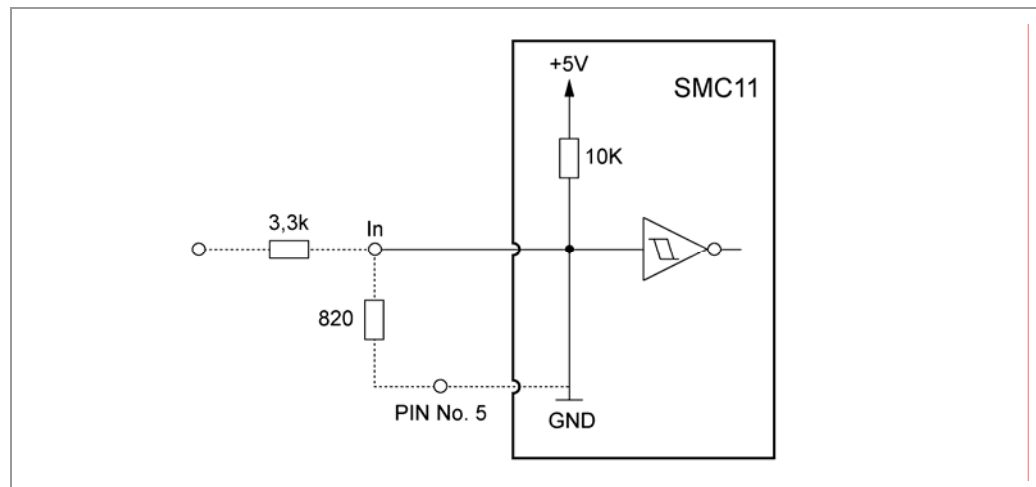 +5V
SMC11
10K
3,3k
In
820
PIN No. 5
GND